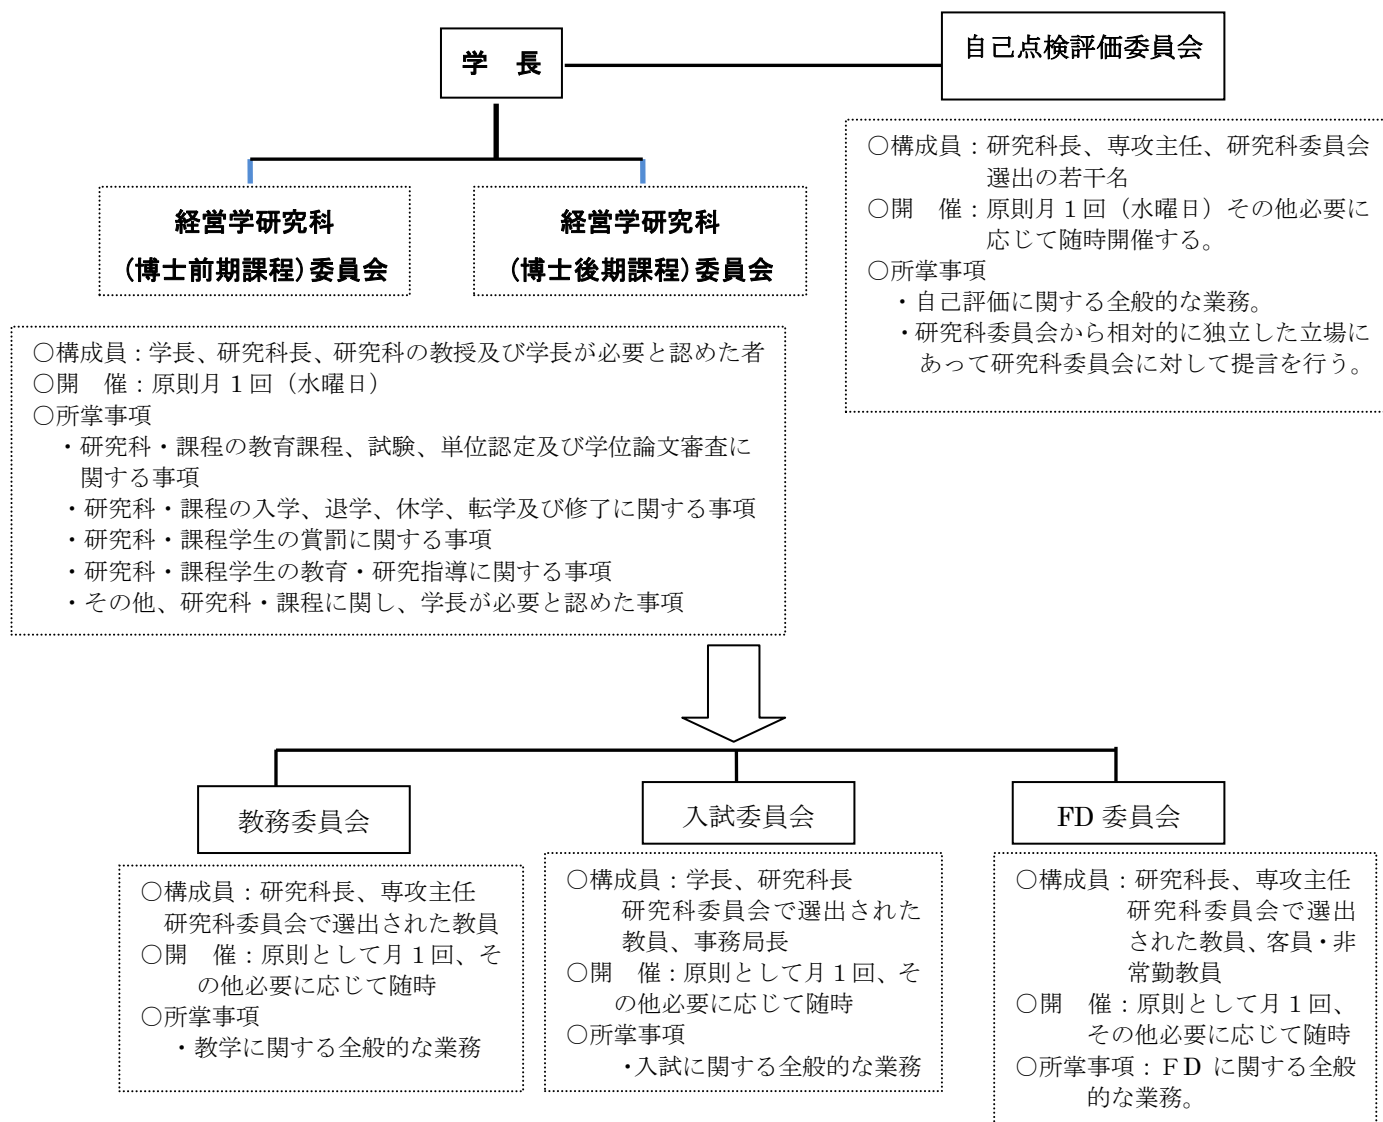 学　長
自己点検評価委員会
○構成員：研究科長、専攻主任、研究科委員会
選出の若干名
○開　催：原則月１回（水曜日）その他必要に
応じて随時開催する。
○所掌事項
・自己評価に関する全般的な業務。
・研究科委員会から相対的に独立した立場に
あって研究科委員会に対して提言を行う。
経営学研究科
(博士前期課程)委員会
経営学研究科
(博士後期課程)委員会
○構成員：学長、研究科長、研究科の教授及び学長が必要と認めた者
○開　催：原則月１回（水曜日）
○所掌事項
・研究科・課程の教育課程、試験、単位認定及び学位論文審査に
関する事項
・研究科・課程の入学、退学、休学、転学及び修了に関する事項
・研究科・課程学生の賞罰に関する事項
・研究科・課程学生の教育・研究指導に関する事項
・その他、研究科・課程に関し、学長が必要と認めた事項
教務委員会
○構成員：研究科長、専攻主任
研究科委員会で選出された教員
○開　催：原則として月１回、そ
の他必要に応じて随時
○所掌事項
・教学に関する全般的な業務
入試委員会
○構成員：学長、研究科長
研究科委員会で選出された
教員、事務局長
○開　催：原則として月１回、そ
の他必要に応じて随時
○所掌事項
・入試に関する全般的な業務
FD 委員会
○構成員：研究科長、専攻主任
研究科委員会で選出
された教員、客員・非
常勤教員
○開　催：原則として月１回、
その他必要に応じて随時
○所掌事項：ＦＤ に関する全般
的な業務。